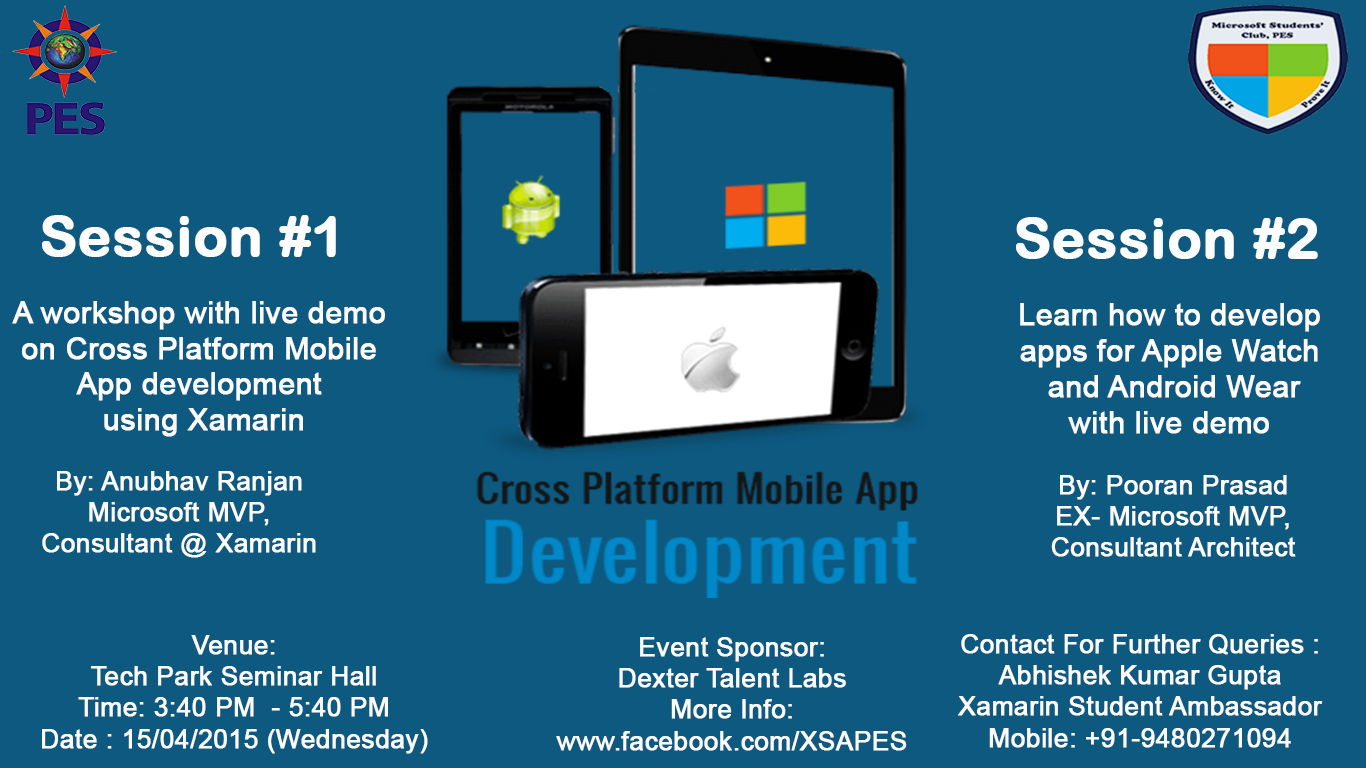 PES
Microsoft Students'
Club, PES
Know It
Prove It
MOTOROLA
Session #1
A workshop with live demo
on Cross Platform Mobile
App development
using Xamarin
By: Anubhav Ranjan
Microsoft MVP,
Consultant @ Xamarin
Session #2
Learn how to develop
apps for Apple Watch
and Android Wear
with live demo
By: Pooran Prasad
EX- Microsoft MVP,
Consultant Architect
Cross Platform Mobile App
Development
Venue:
Tech Park Seminar Hall
Time: 3:40 PM - 5:40 PM
Date : 15/04/2015 (Wednesday)
Event Sponsor:
Dexter Talent Labs
More Info:
www.facebook.com/XSAPES
Contact For Further Queries :
Abhishek Kumar Gupta
Xamarin Student Ambassador
Mobile: +91-9480271094